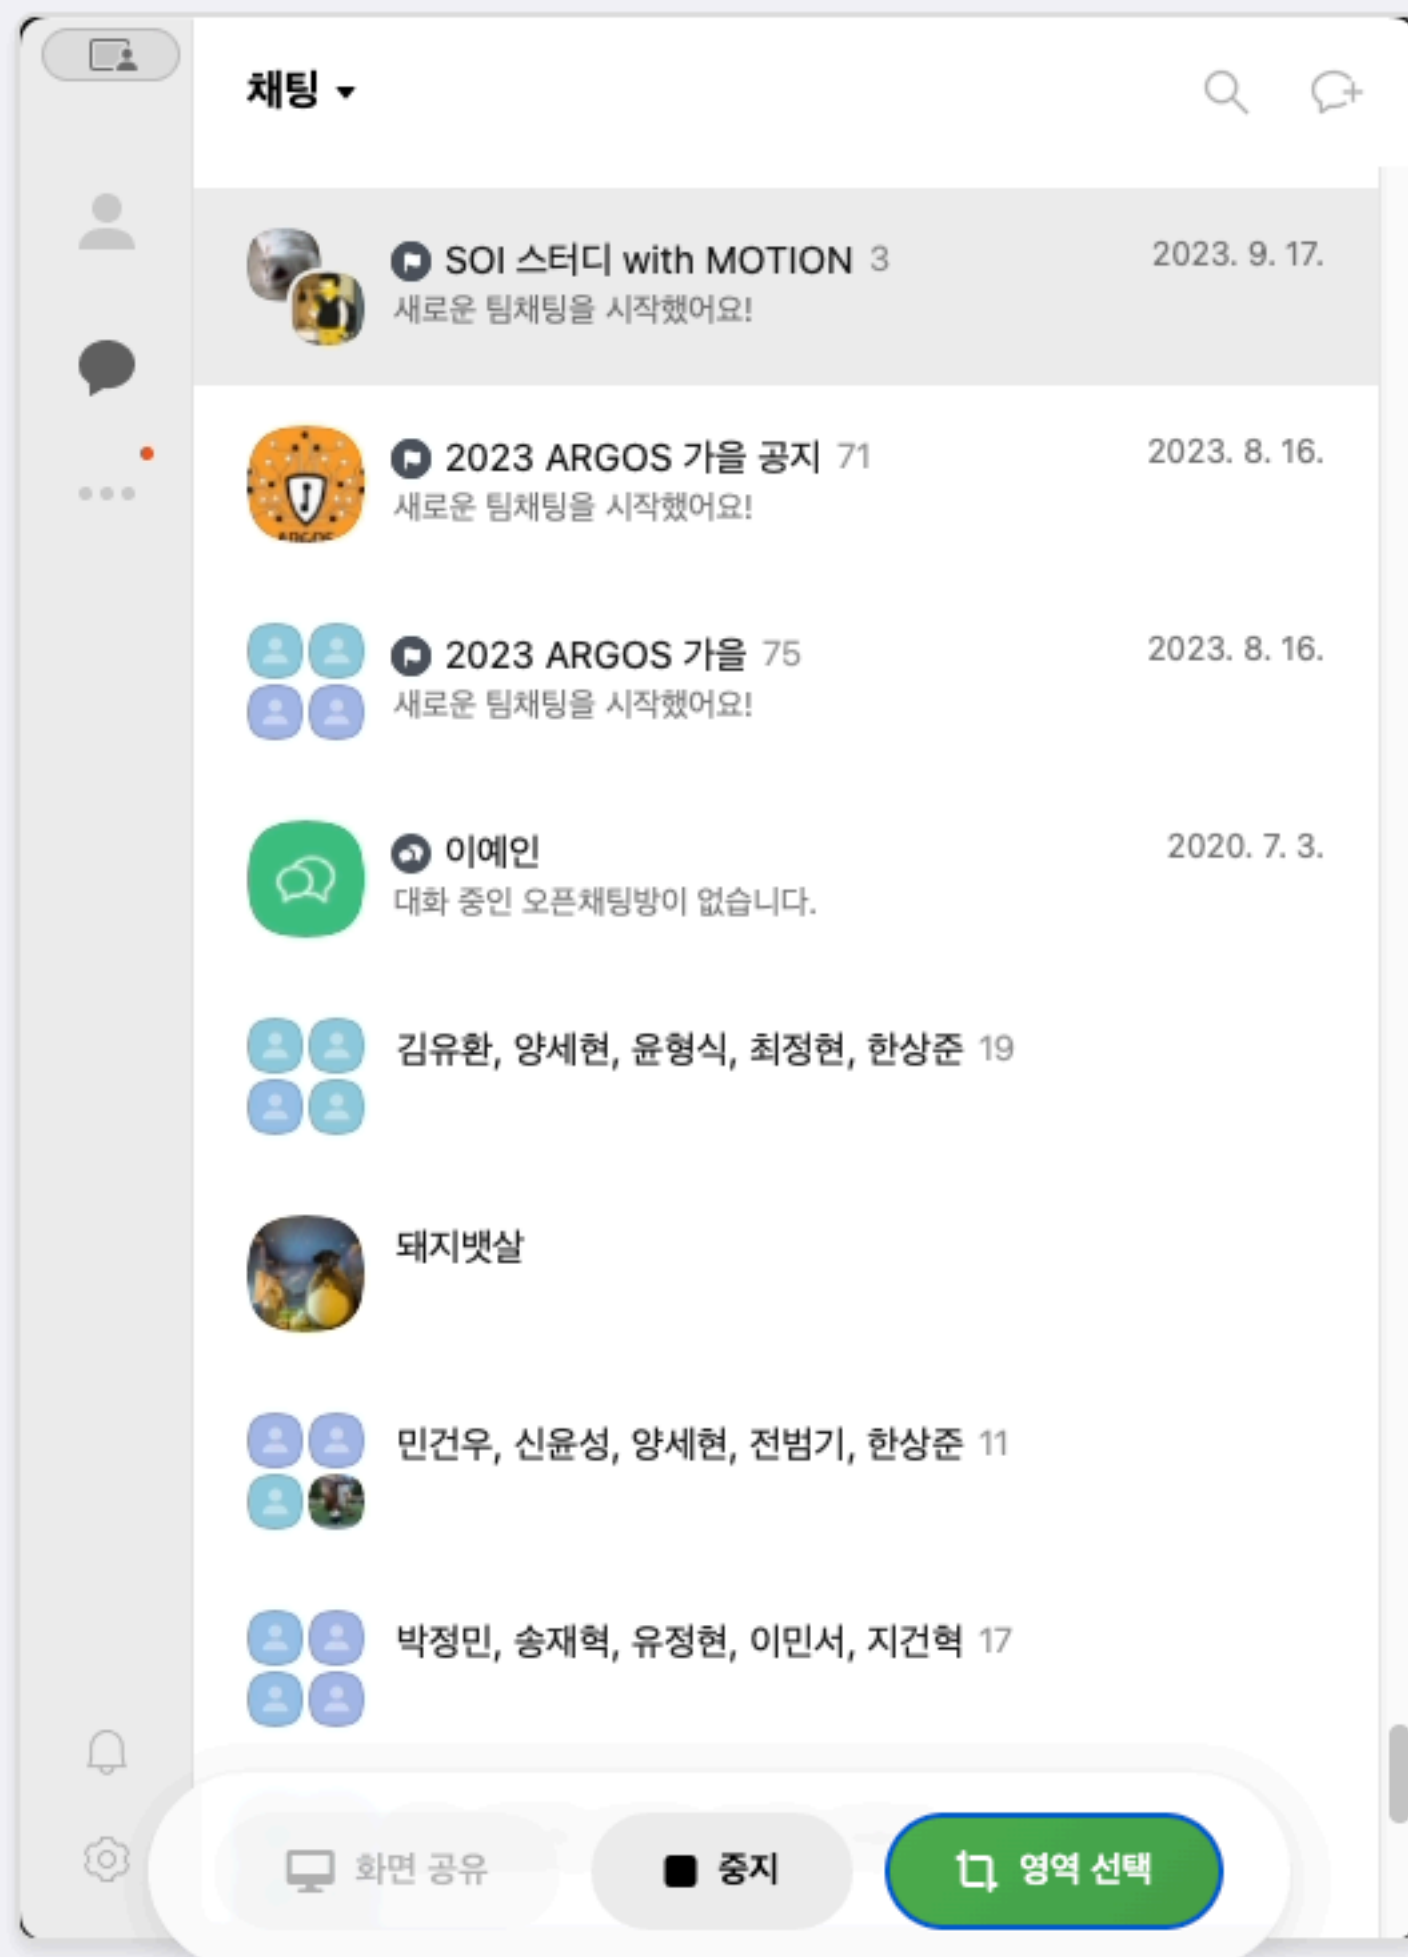 채팅
SOI 스터디 with MOTION 3
2023. 9. 17.
새로운 팀채팅을 시작했어요!
2023 ARGOS 가을 공지 71
2023. 8. 16.
새로운 팀채팅을 시작했어요!
ARGOS
2023 ARGOS 가을 75
2023. 8. 16.
새로운 팀채팅을 시작했어요!
이예인
2020. 7. 3.
대화 중인 오픈채팅방이 없습니다.
김유환, 양세현, 윤형식, 최정현, 한상준 19
돼지뱃살
민건우, 신윤성, 양세현, 전범기, 한상준 11
박정민, 송재혁, 유정현, 이민서, 지건혁 17
화면 공유
중지
영역 선택